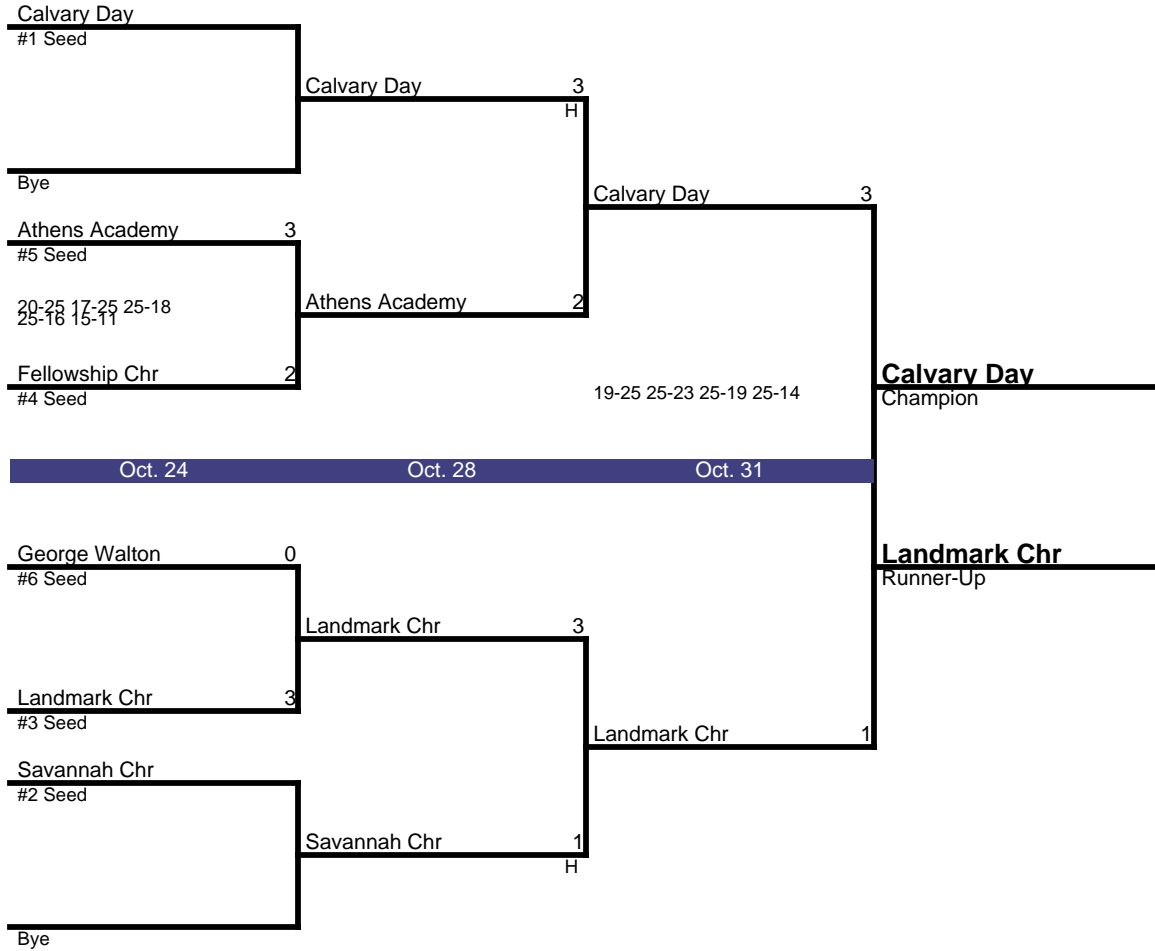 Calvary Day
#1 Seed
Calvary Day 3
H
Bye
Calvary Day 3
Athens Academy 3
#5 Seed
20-25 17-25 25-18
25-16 15-11
Athens Academy 2
Fellowship Chr 2
#4 Seed
19-25 25-23 25-19 25-14
Calvary Day
Champion
Oct. 24 Oct. 28 Oct. 31
George Walton 0
#6 Seed
Landmark Chr
Runner-Up
Landmark Chr 3
Landmark Chr 3
#3 Seed
Landmark Chr 1
Savannah Chr
#2 Seed
Savannah Chr 1
H
Bye